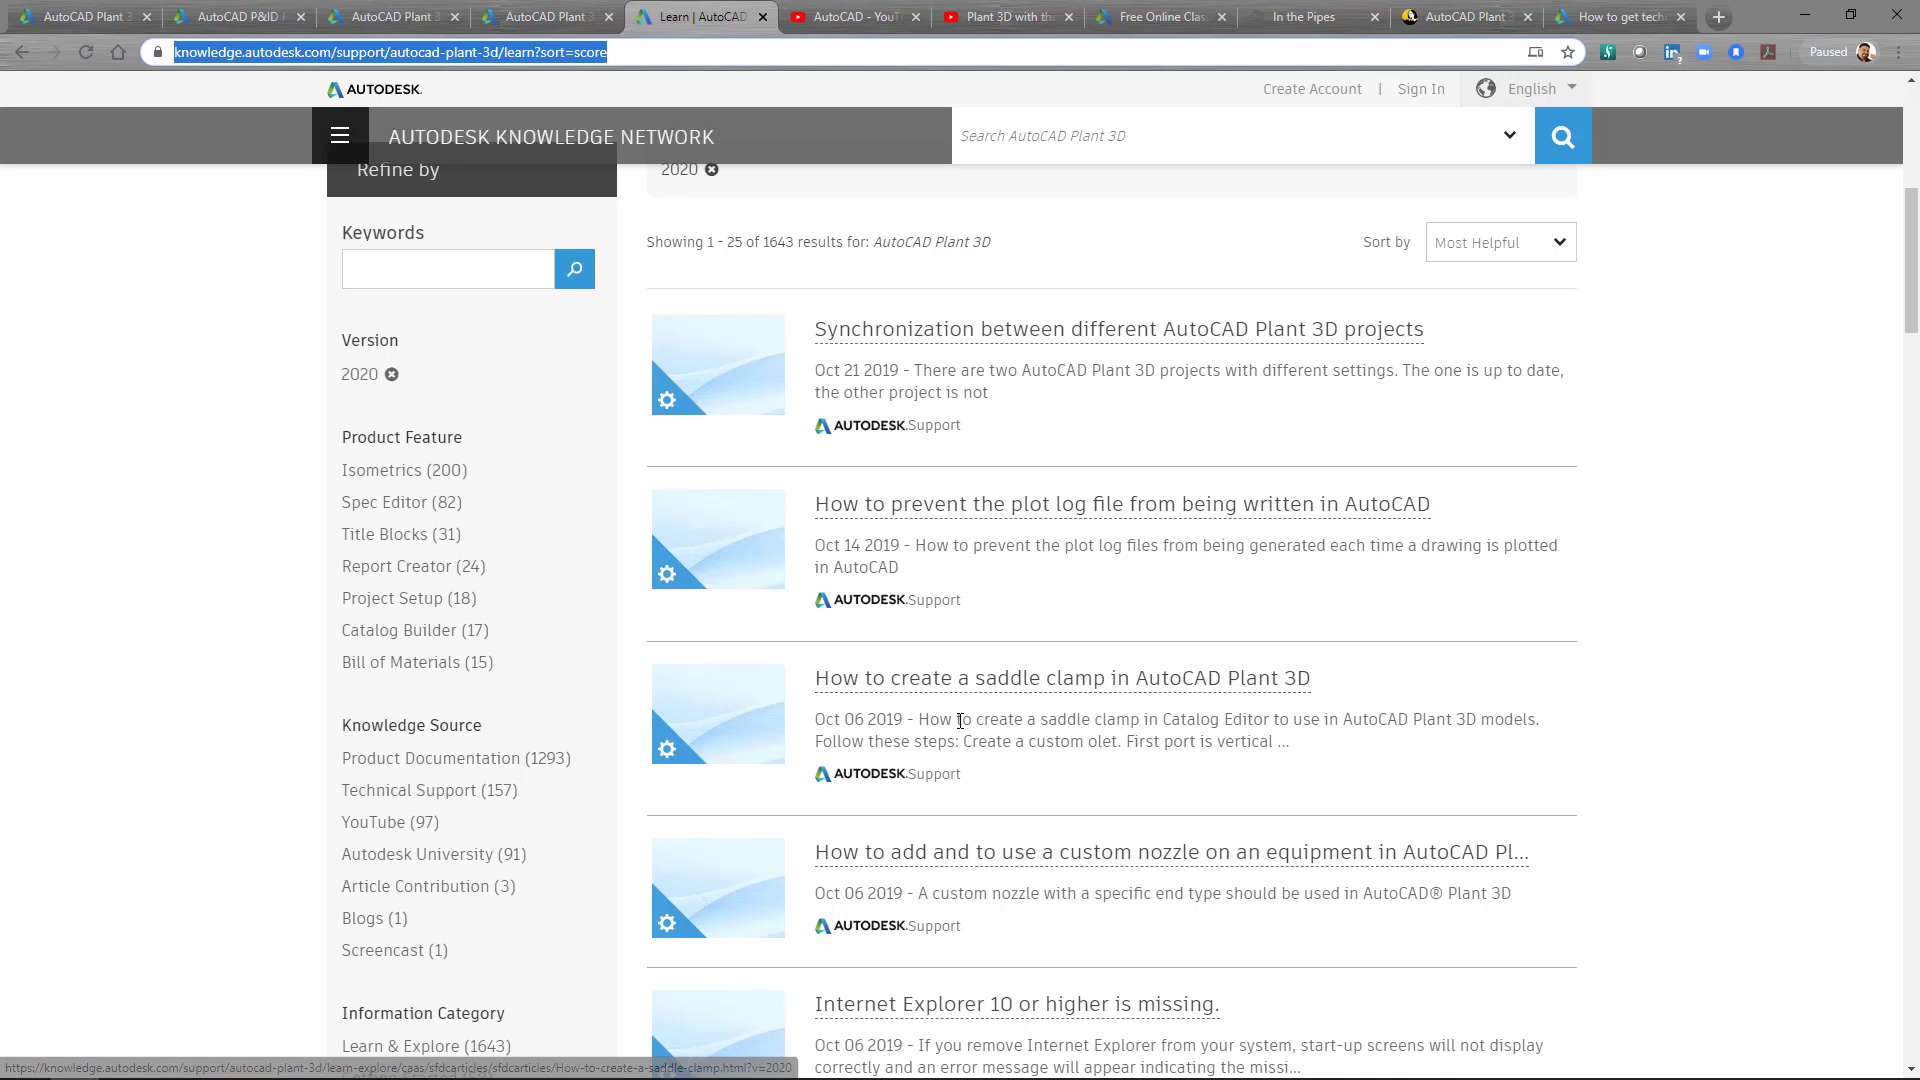 AutoCAD Plant 3
AutoCAD P&ID
AutoCAD Plant 3
AutoCAD Plant 3
Learn | AutoCAD
AutoCAD - YouT
Plant 3D with the
Free Online Clas
In the Pipes
AutoCAD Plant
How to get tech
knowledge.autodesk.com/support/autocad-plant-3d/learn?sort=score
Paused
AUTODESK.
Create Account | Sign In
English
AUTODESK KNOWLEDGE NETWORK
Search AutoCAD Plant 3D
Refine by
2020
Keywords
Version
2020
Product Feature
Isometrics (200)
Spec Editor (82)
Title Blocks (31)
Report Creator (24)
Project Setup (18)
Catalog Builder (17)
Bill of Materials (15)
Knowledge Source
Product Documentation (1293)
Technical Support (157)
YouTube (97)
Autodesk University (91)
Article Contribution (3)
Blogs (1)
Screencast (1)
Information Category
Learn & Explore (1643)
Showing 1 - 25 of 1643 results for: AutoCAD Plant 3D
Sort by
Most Helpful
Synchronization between different AutoCAD Plant 3D projects
Oct 21 2019 - There are two AutoCAD Plant 3D projects with different settings. The one is up to date,
the other project is not
AUTODESK.Support
How to prevent the plot log file from being written in AutoCAD
Oct 14 2019 - How to prevent the plot log files from being generated each time a drawing is plotted
in AutoCAD
AUTODESK.Support
How to create a saddle clamp in AutoCAD Plant 3D
Oct 06 2019 - How to create a saddle clamp in Catalog Editor to use in AutoCAD Plant 3D models.
Follow these steps: Create a custom olet. First port is vertical ...
AUTODESK.Support
How to add and to use a custom nozzle on an equipment in AutoCAD Pl...
Oct 06 2019 - A custom nozzle with a specific end type should be used in AutoCAD® Plant 3D
AUTODESK.Support
Internet Explorer 10 or higher is missing.
Oct 06 2019 - If you remove Internet Explorer from your system, start-up screens will not display
correctly and an error message will appear indicating the missi...
https://knowledge.autodesk.com/support/autocad-plant-3d/learn-explore/caas/sfdcarticles/sfdcarticles/How-to-create-a-saddle-clamp.html?v=2020